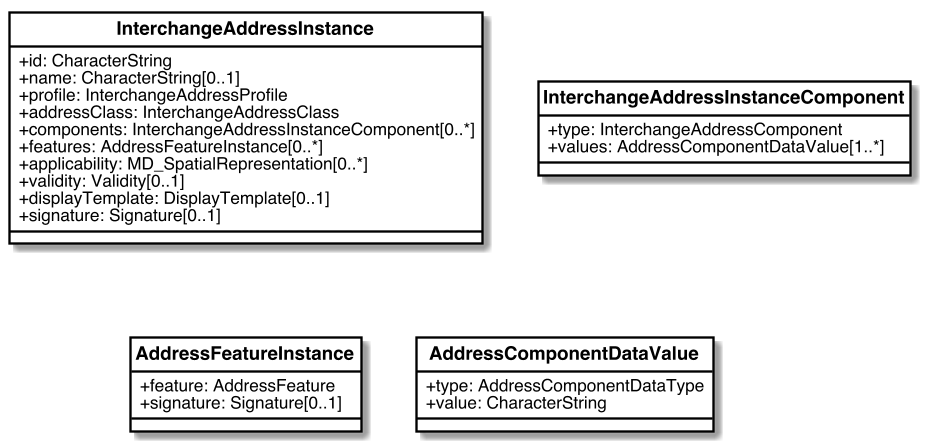 InterchangeAddressInstance
+id: CharacterString
+name: CharacterString[0..1]
+profile: InterchangeAddressProfile
+addressClass: InterchangeAddressClass
+components: InterchangeAddressInstanceComponent[0..*]
+features: AddressFeatureInstance[0..*]
+applicability: MD_SpatialRepresentation[0..*]
+validity: Validity[0..1]
+displayTemplate: DisplayTemplate[0..1]
+signature: Signature[0..1]
InterchangeAddressInstanceComponent
+type: InterchangeAddressComponent
+values: AddressComponentDataValue[1..*]
AddressFeatureInstance
+feature: AddressFeature
+signature: Signature[0..1]
AddressComponentDataValue
+type: AddressComponentDataType
+value: CharacterString